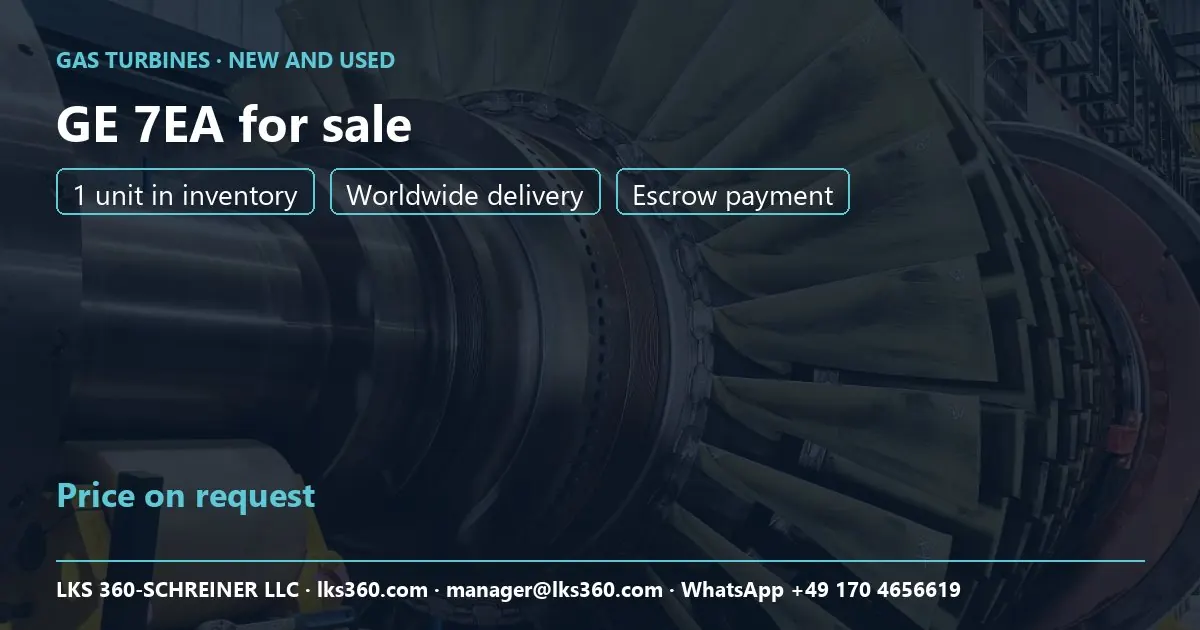 GAS TURBINES · NEW AND USED
GE 7EA for sale
1 unit in inventory
Worldwide delivery
Escrow payment
Price on request
LKS 360-SCHREINER LLC · lks360.com · manager@lks360.com · WhatsApp +49 170 4656619